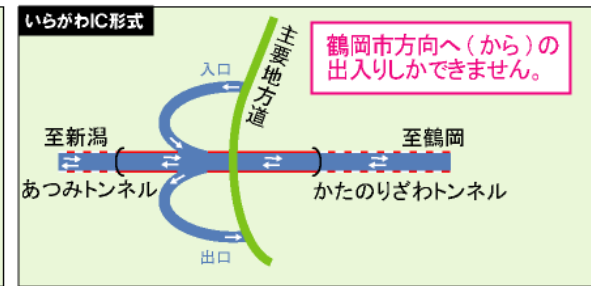 いらがわIC形式
鶴岡市方向へ(から)の
出入りしかできません。
主要地方道
入口
至新潟
至鶴岡
あつみトンネル
かたのりざわトンネル
出口